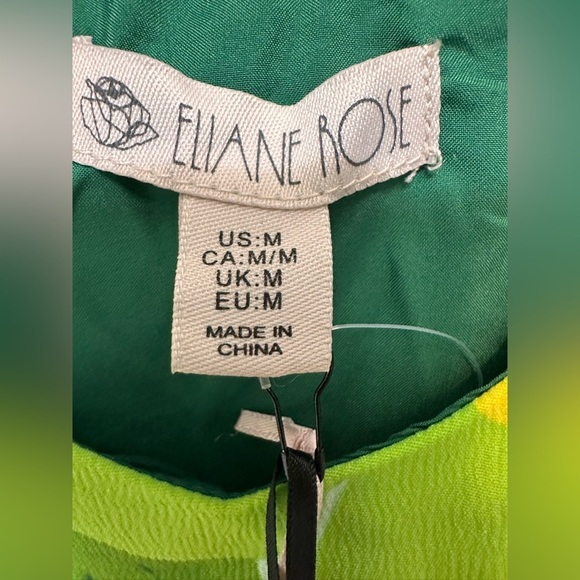 ELIANE ROSE
US:M
CA:M/M
UK:M
EU:M
MADE IN
CHINA